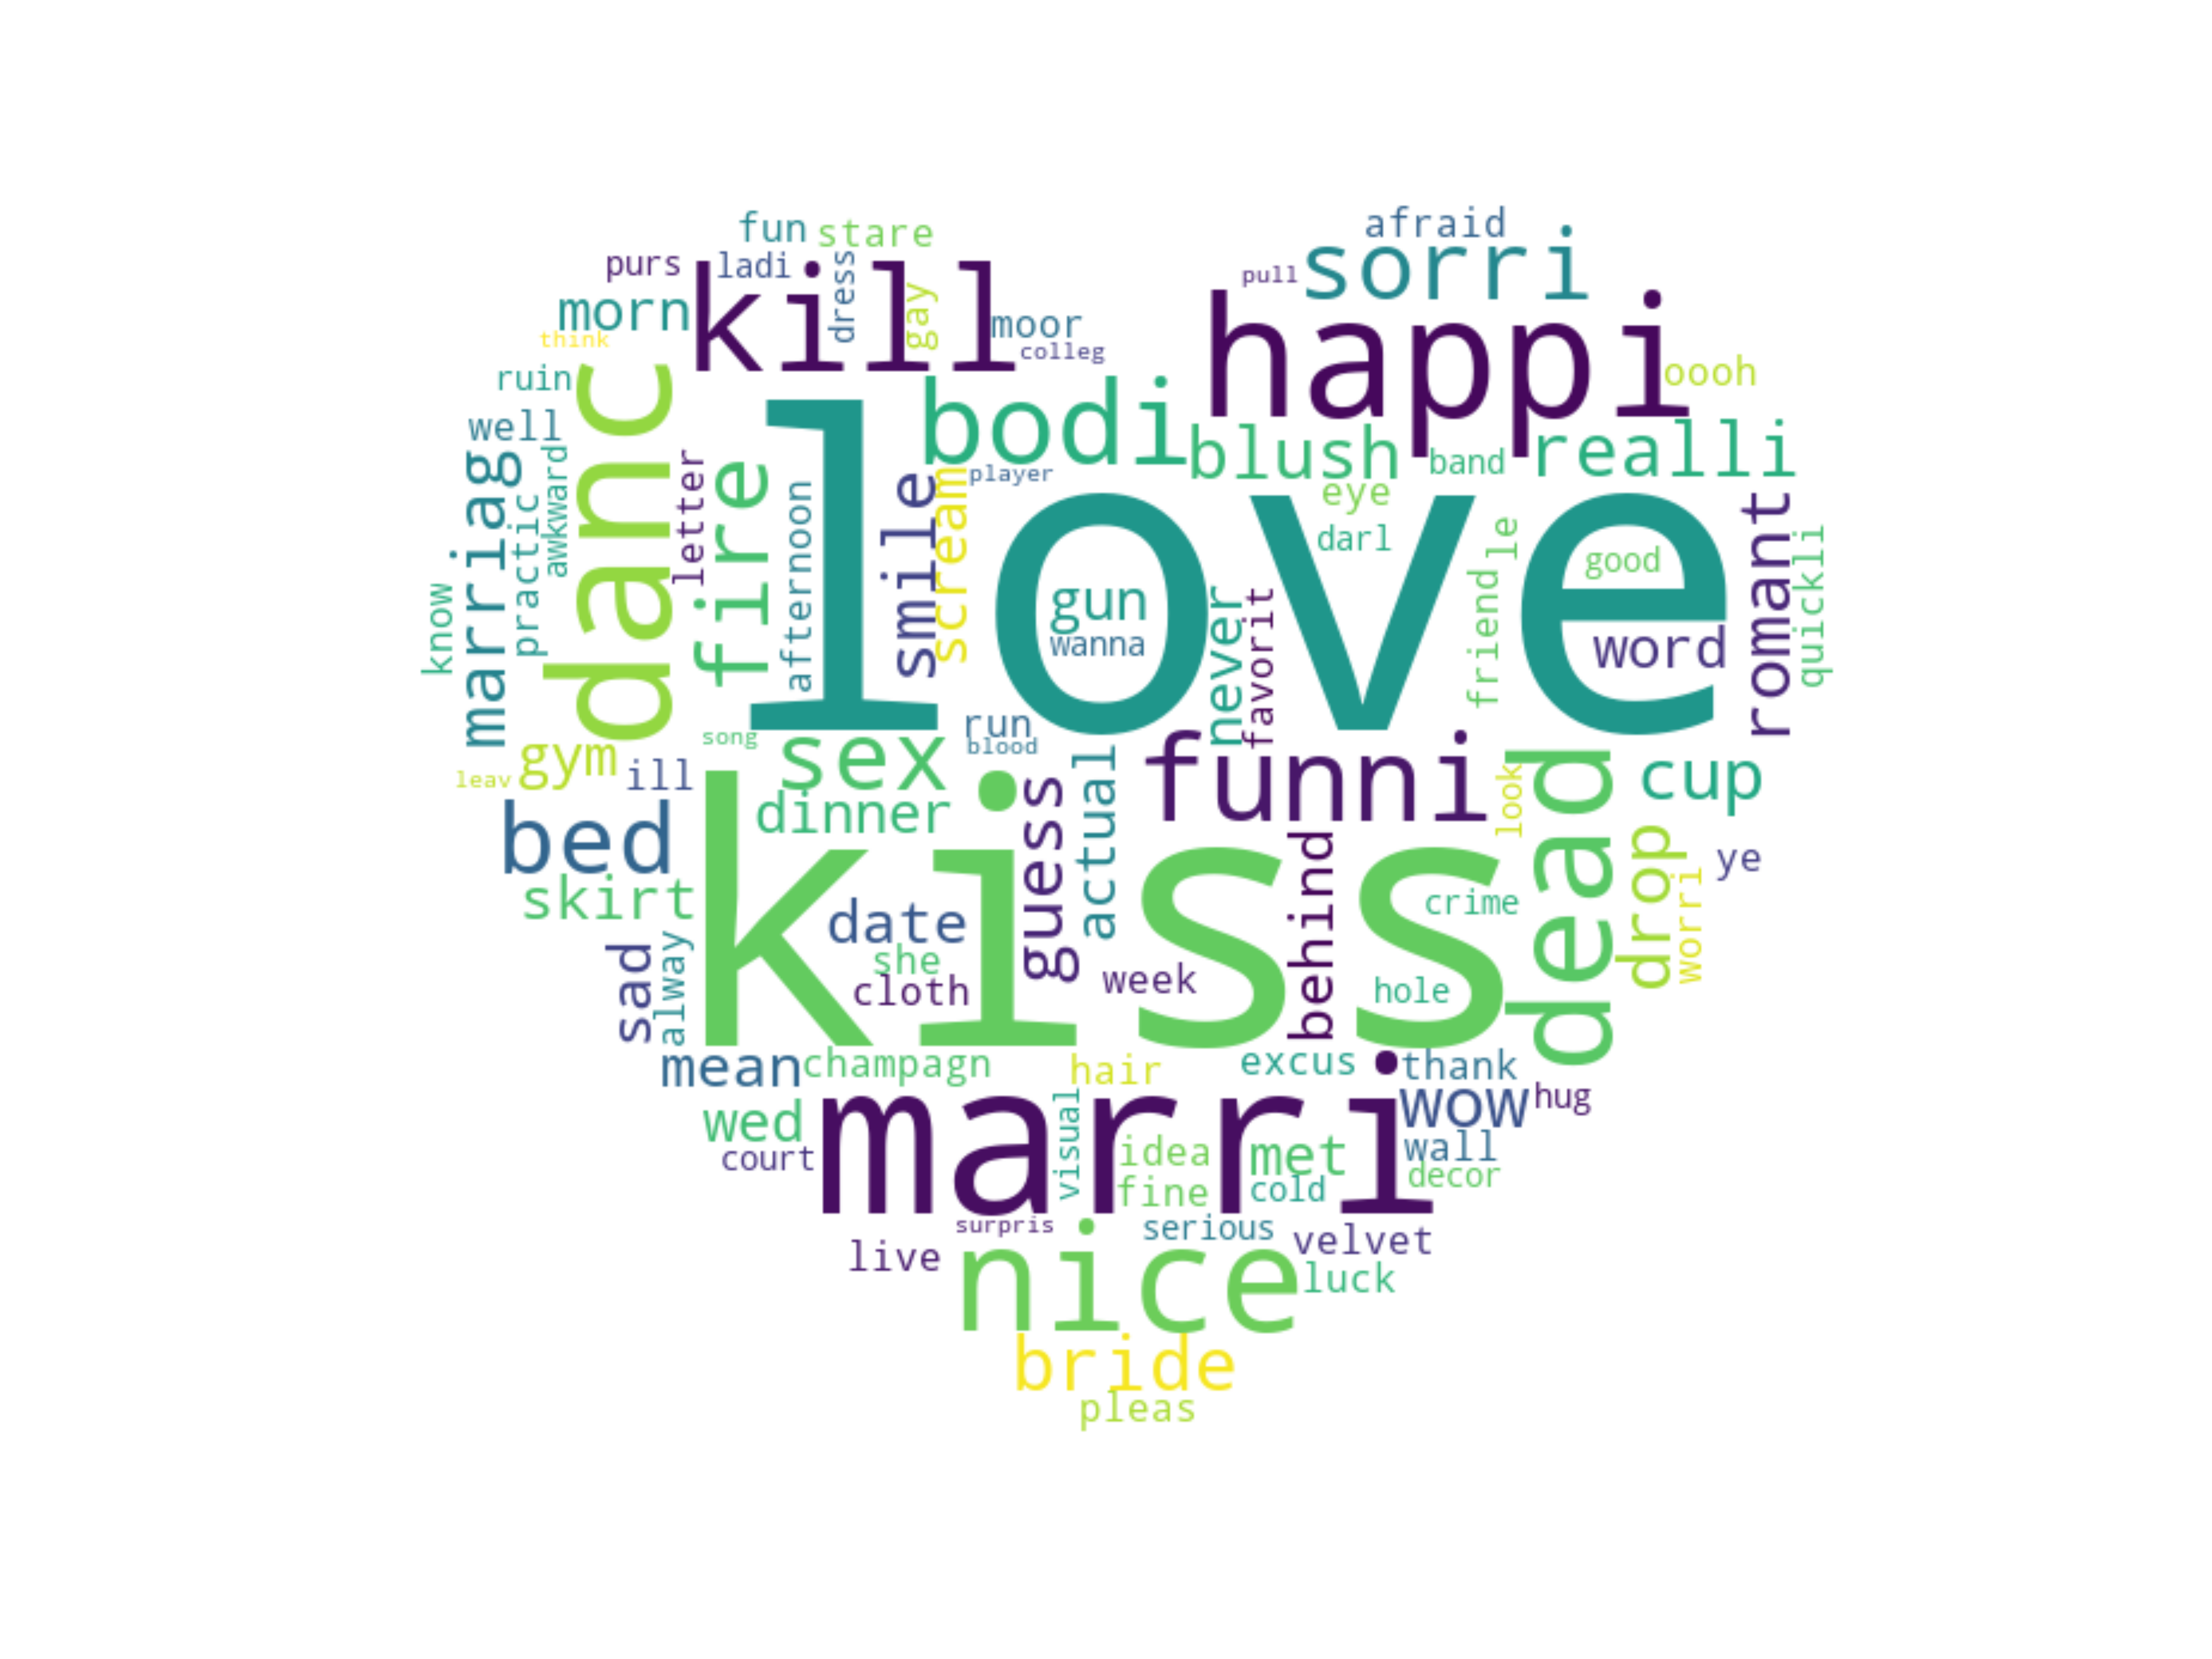 afraid
fun
stare
sorri
purs
ladi
kill
dress
gay
pull
happi
morn
moor
think
colleg
ruin
danc
oooh
bodi
well
blush
band
realli
marriag
practic
awkward
letter
fire
afternoon
love
smile
scream
player
eye
darl
friend
le
good
romant
quickli
know
gun
wanna
never
favorit
word
run
blood
song
sex
gym
ill
leav
funni
look
dead
cup
dinner
guess
actual
bed
kiss
behind
drop
worri
ye
skirt
date
crime
she
sad
alway
cloth
week
hole
mean
champagn
hair
excus
thank
wed
marri
wow
hug
court
visual
idea
met
wall
fine
cold
decor
surpris
serious
velvet
live
nice
luck
bride
pleas